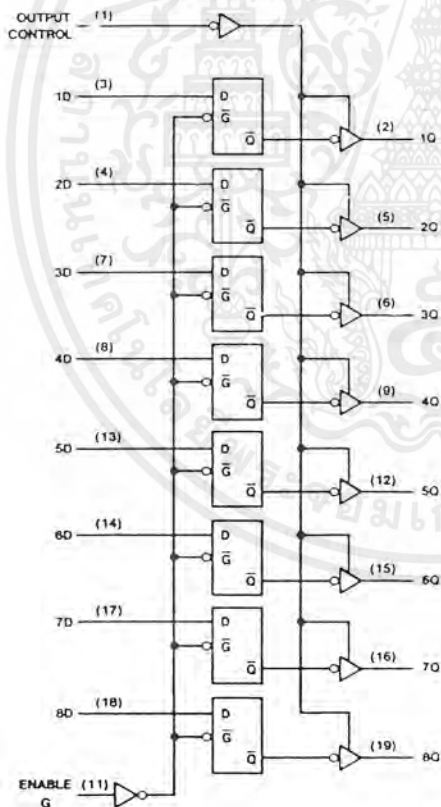 OUTPUT CONTROL (1)
1D (3) D
G̅
Q̅ (2) 1Q
2D (4) D
G̅
Q̅ (5) 2Q
3D (7) D
G̅
Q̅ (6) 3Q
4D (8) D
G̅
Q̅ (9) 4Q
5D (13) D
G̅
Q̅ (12) 5Q
6D (14) D
G̅
Q̅ (15) 6Q
7D (17) D
G̅
Q̅ (16) 7Q
8D (18) D
G̅
Q̅ (19) 8Q
ENABLE G (11)